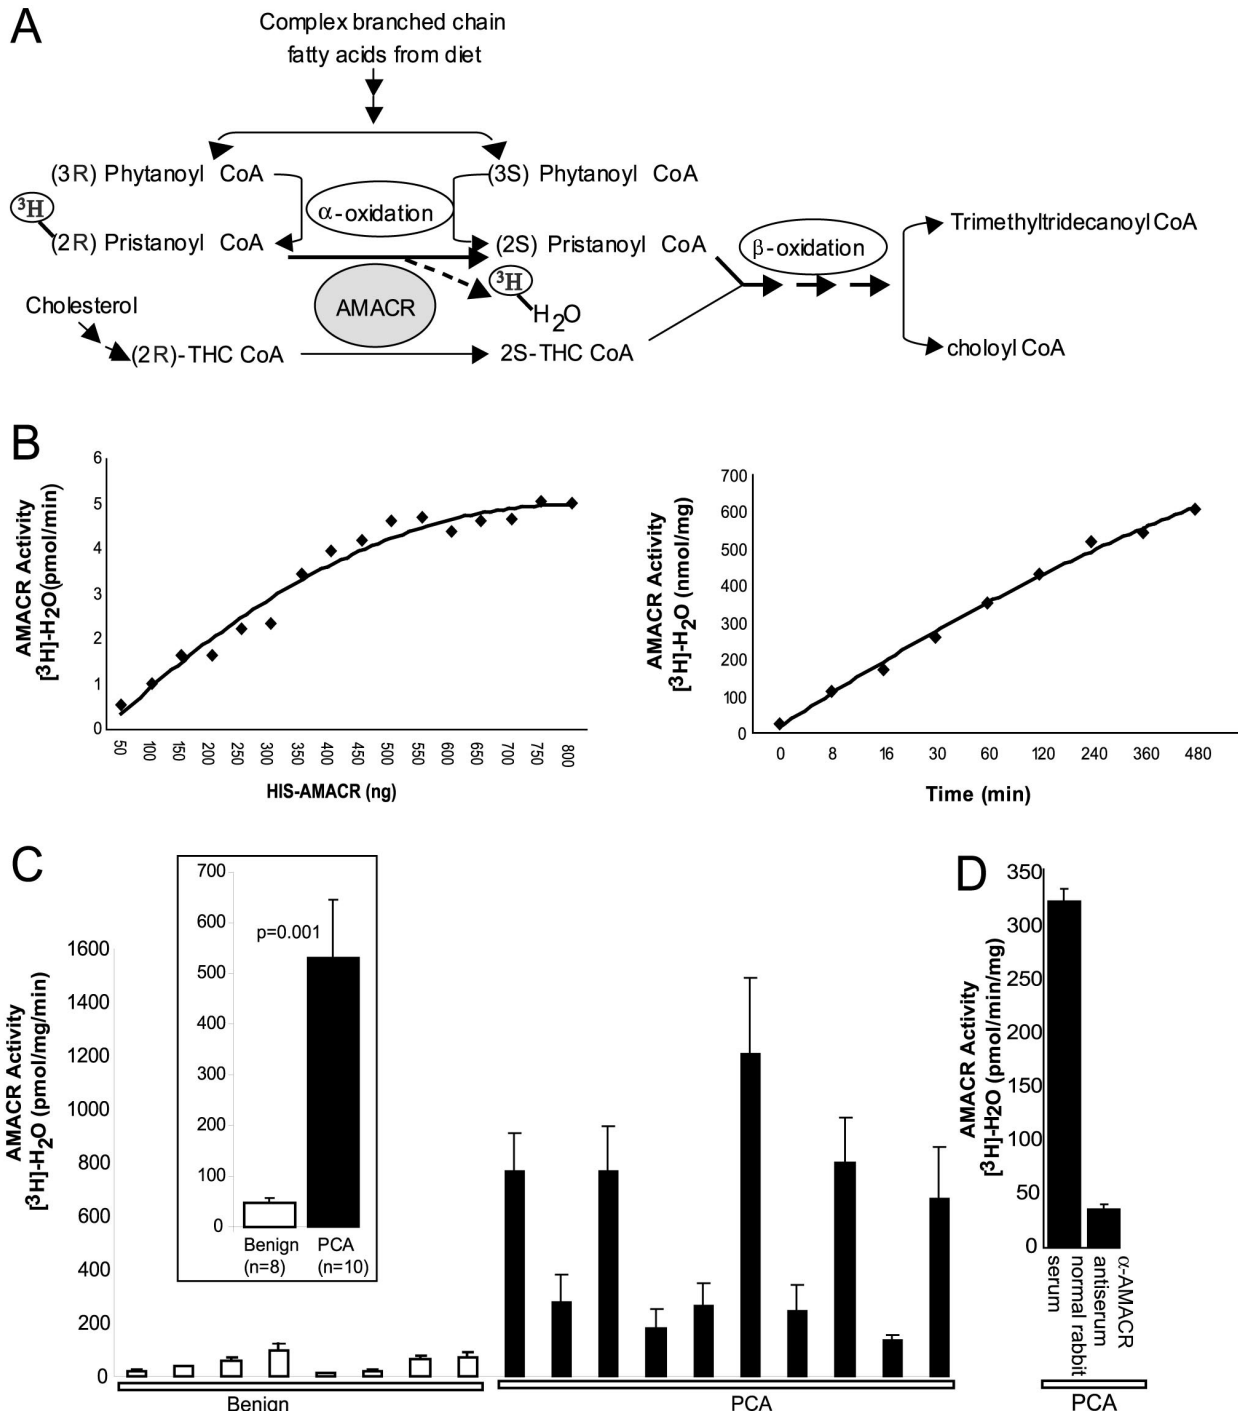 A
Complex branched chain
fatty acids from diet
(3R) Phytanoyl CoA
(3S) Phytanoyl CoA
³H
α-oxidation
(2R) Pristanoyl CoA
(2S) Pristanoyl CoA
β-oxidation
Trimethyltridecanoyl CoA
³H
H₂O
Cholesterol
AMACR
(2R)-THC CoA
2S-THC CoA
choloyl CoA
B
AMACR Activity
[³H]-H₂O(pmol/min)
6
5
4
3
2
1
0
50 100 150 200 250 300 350 400 450 500 550 600 650 700 750 800
HIS-AMACR (ng)
AMACR Activity
[³H]-H₂O (nmol/mg)
700
600
500
400
300
200
100
0
0 8 16 30 60 120 240 360 480
Time (min)
C
AMACR Activity
[³H]-H₂O (pmol/mg/min)
1600
1400
1200
1000
800
600
400
200
0
700
600
500
400
300
200
100
0
p=0.001
Benign PCA
(n=8) (n=10)
Benign
PCA
D
AMACR Activity
[³H]-H2O (pmol/min/mg)
350
300
250
200
150
100
50
0
normal rabbit
serum
α-AMACR
antiserum
PCA